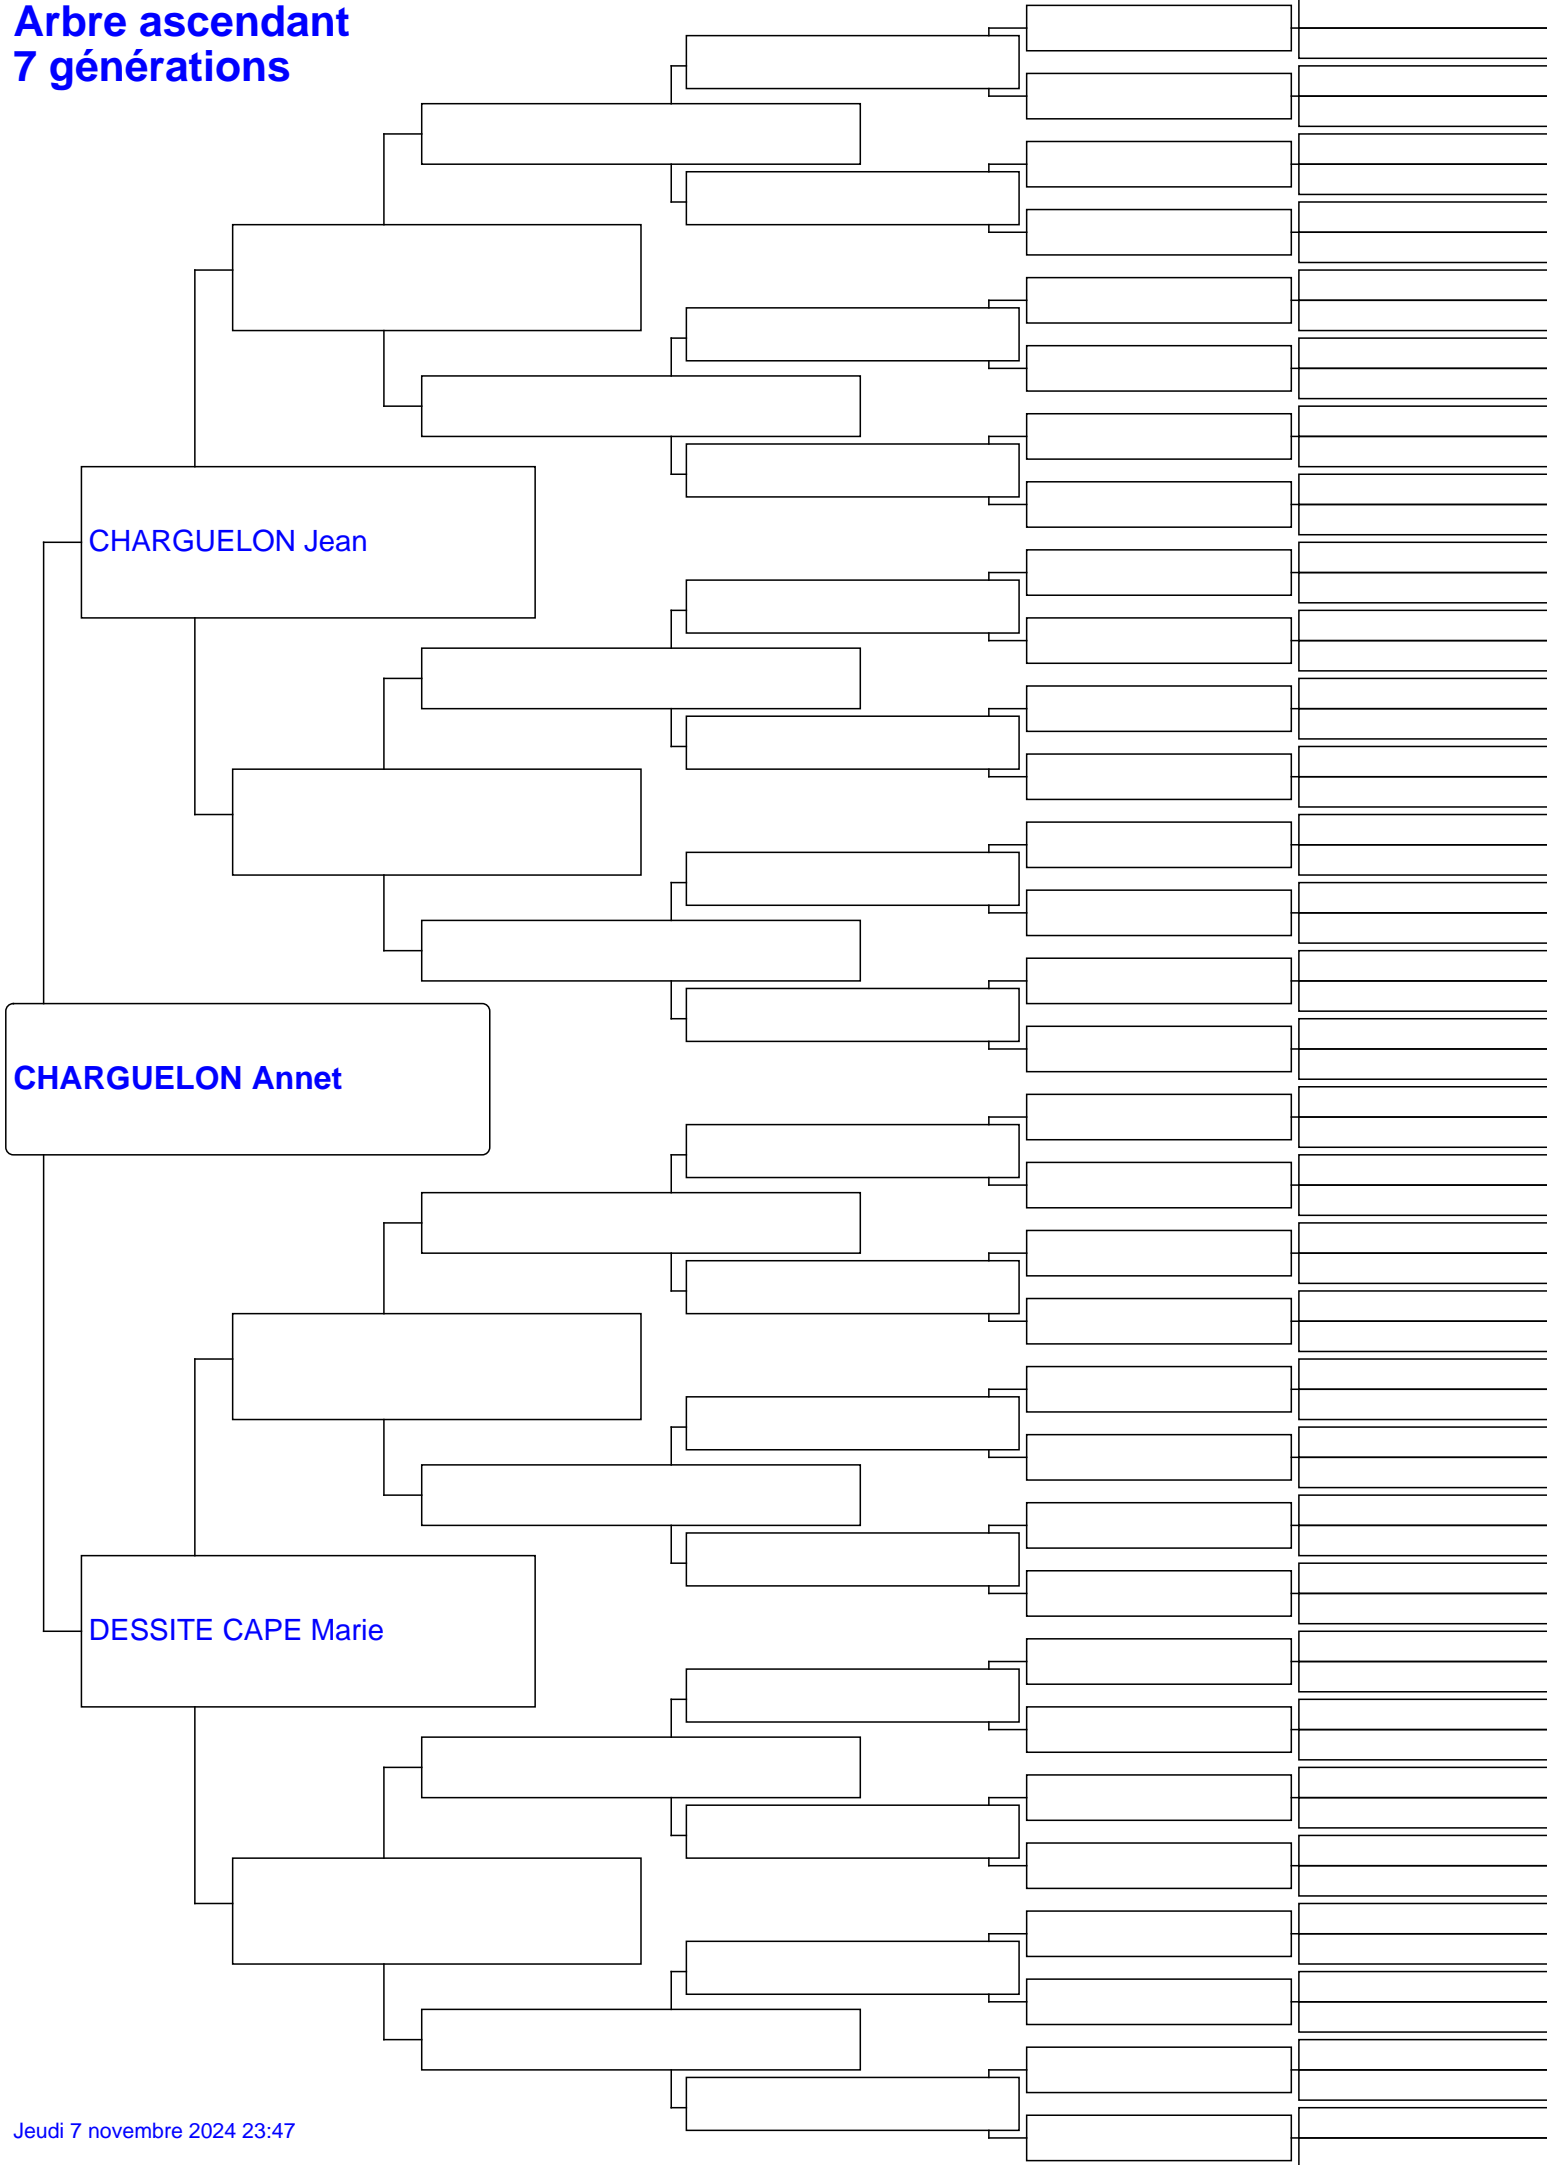 Arbre ascendant
7 générations
CHARGUELON Jean
CHARGUELON Annet
DESSITE CAPE Marie
Jeudi 7 novembre 2024 23:47